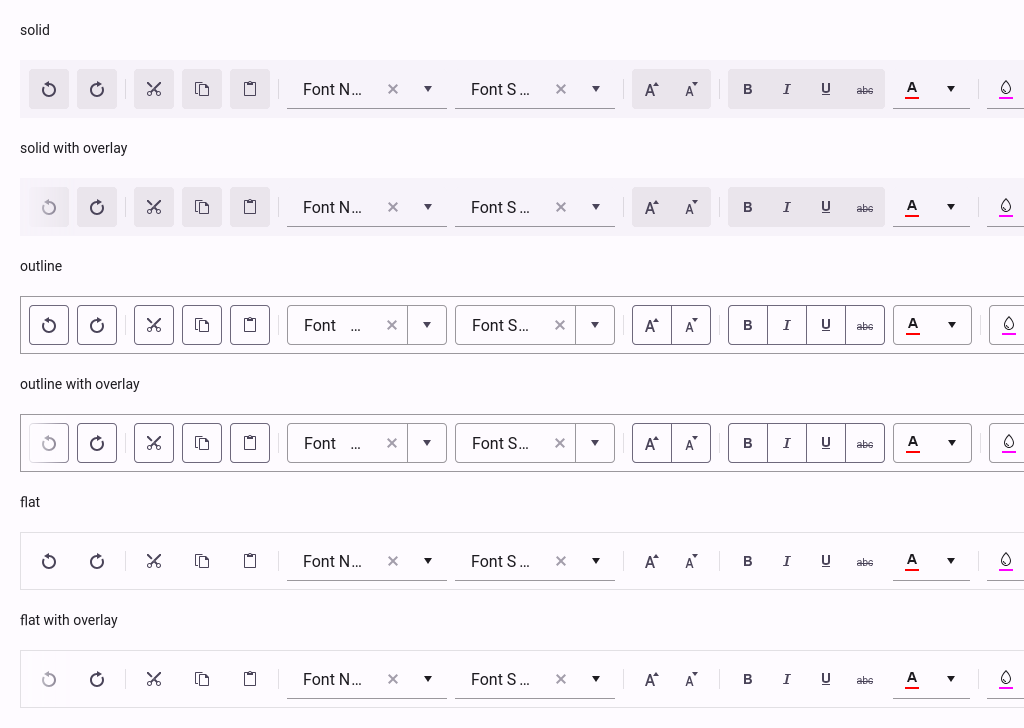 solid
Font N... Font S ... A A B I U abc A
solid with overlay
Font N... Font S ... A A B I U abc A
outline
Font ... Font S... A A B I U abc A
outline with overlay
Font ... Font S... A A B I U abc A
flat
Font N... Font S ... A A B I U abc A
flat with overlay
Font N... Font S ... A A B I U abc A